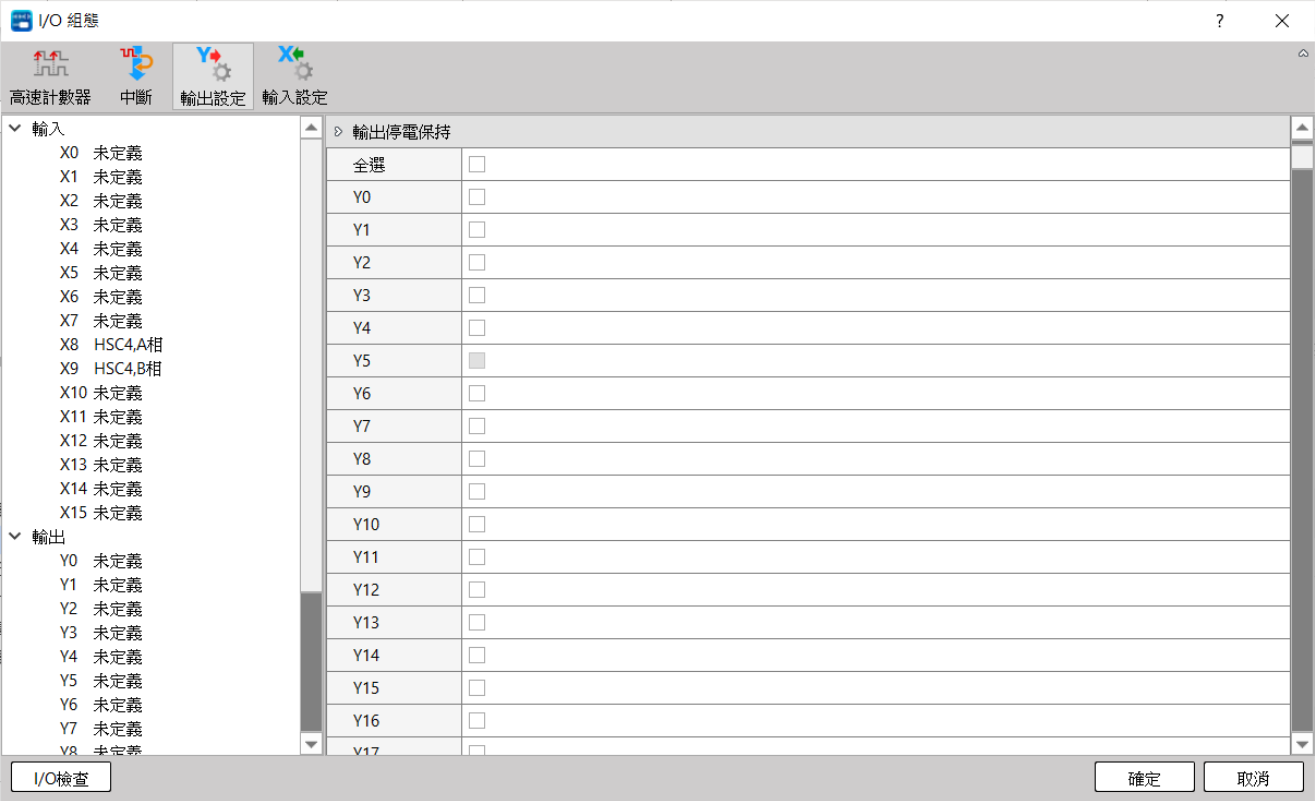 I/O 組態
?
高速計數器
中斷
輸出設定
輸入設定
輸入
X0 未定義
X1 未定義
X2 未定義
X3 未定義
X4 未定義
X5 未定義
X6 未定義
X7 未定義
X8 HSC4,A相
X9 HSC4,B相
X10 未定義
X11 未定義
X12 未定義
X13 未定義
X14 未定義
X15 未定義
輸出
Y0 未定義
Y1 未定義
Y2 未定義
Y3 未定義
Y4 未定義
Y5 未定義
Y6 未定義
Y7 未定義
Y8 未定義
輸出停電保持
全選
Y0
Y1
Y2
Y3
Y4
Y5
Y6
Y7
Y8
Y9
Y10
Y11
Y12
Y13
Y14
Y15
Y16
Y17
I/O檢查
確定
取消